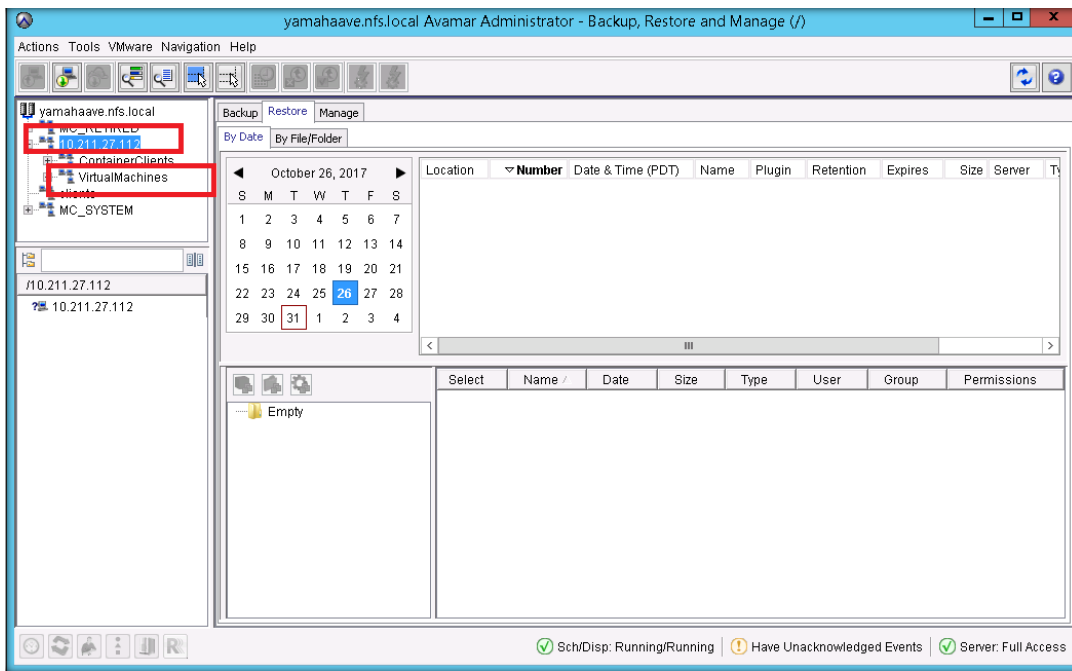 yamahaave.nfs.local Avamar Administrator - Backup, Restore and Manage (/)
Actions Tools VMware Navigation Help
yamahaave.nfs.local
MC_RETIRED
10.211.27.112
ContainerClients
VirtualMachines
clients
MC_SYSTEM
/10.211.27.112
10.211.27.112
Backup Restore Manage
By Date By File/Folder
October 26, 2017
S M T W T F S
1 2 3 4 5 6 7
8 9 10 11 12 13 14
15 16 17 18 19 20 21
22 23 24 25 26 27 28
29 30 31 1 2 3 4
Location Number Date & Time (PDT) Name Plugin Retention Expires Size Server
Empty
Select Name Date Size Type User Group Permissions
Sch/Disp: Running/Running Have Unacknowledged Events Server: Full Access